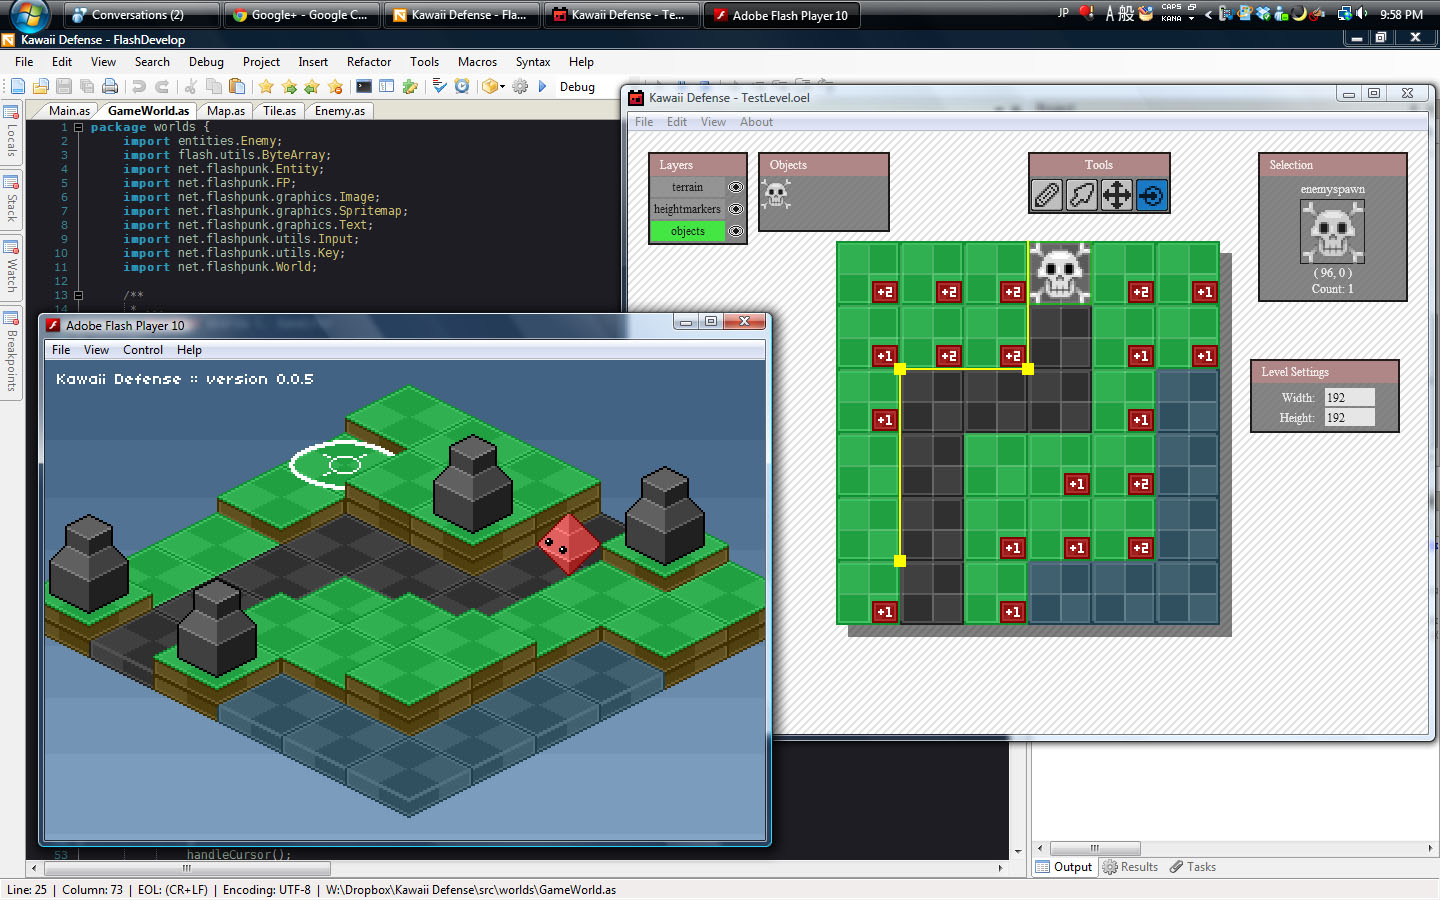 Conversations (2)
Google+ - Google C...
Kawaii Defense - Fla...
Kawaii Defense - Te...
Adobe Flash Player 10
JP
A 般
CAPS
KANA
9:58 PM
Kawaii Defense - FlashDevelop
File Edit View Search Debug Project Insert Refactor Tools Macros Syntax Help
Debug
Main.as GameWorld.as Map.as Tile.as Enemy.as
Locals
Stack
Watch
Breakpoints
1 package worlds {
2 import entities.Enemy;
3 import flash.utils.ByteArray;
4 import net.flashpunk.Entity;
5 import net.flashpunk.FP;
6 import net.flashpunk.graphics.Image;
7 import net.flashpunk.graphics.Spritemap;
8 import net.flashpunk.graphics.Text;
9 import net.flashpunk.utils.Input;
10 import net.flashpunk.utils.Key;
11 import net.flashpunk.World;
12
13 /**
14 *
53 handleCursor();
Adobe Flash Player 10
File View Control Help
Kawaii Defense :: version 0.0.5
Kawaii Defense - TestLevel.oel
File Edit View About
Layers
terrain
heightmarkers
objects
Objects
Tools
Selection
enemyspawn
( 96, 0 )
Count: 1
Level Settings
Width: 192
Height: 192
+2 +2 +2 +2 +1
+1 +2 +2 +1 +1
+1 +1
+1 +2
+1 +1 +2
+1 +1
Output Results Tasks
Line: 25 | Column: 73 | EOL: (CR+LF) | Encoding: UTF-8 | W:\Dropbox\Kawaii Defense\src\worlds\GameWorld.as